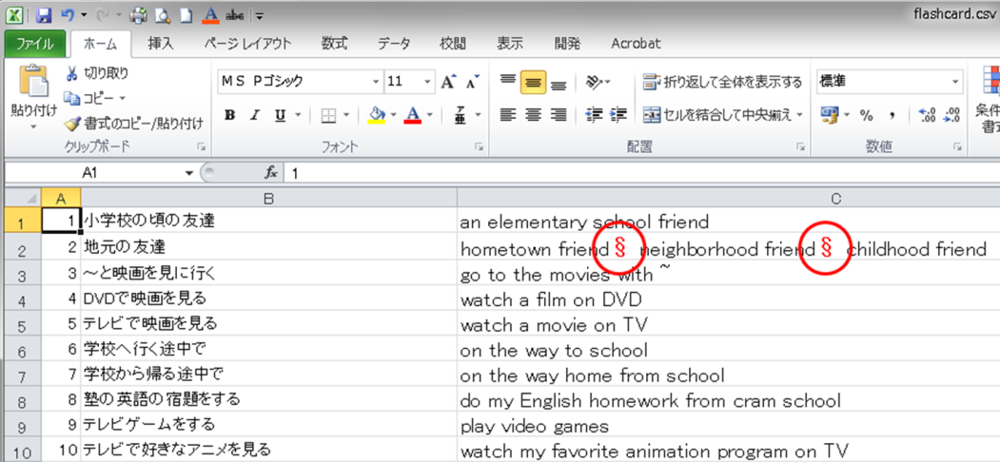 flashcard.csv
ファイル ホーム 挿入 ページ レイアウト 数式 データ 校閲 表示 開発 Acrobat
貼り付け 切り取り コピー 書式のコピー/貼り付け
MS Pゴシック 11
B I U
折り返して全体を表示する
セルを結合して中央揃え
標準
% , .00 .00
条件 書式
クリップボード フォント 配置 数値
A1 fx 1
A B C
1 1 小学校の頃の友達 an elementary school friend
2 2 地元の友達 hometown friend § neighborhood friend § childhood friend
3 3 ～と映画を見に行く go to the movies with ~
4 4 DVDで映画を見る watch a film on DVD
5 5 テレビで映画を見る watch a movie on TV
6 6 学校へ行く途中で on the way to school
7 7 学校から帰る途中で on the way home from school
8 8 塾の英語の宿題をする do my English homework from cram school
9 9 テレビゲームをする play video games
10 10 テレビで好きなアニメを見る watch my favorite animation program on TV